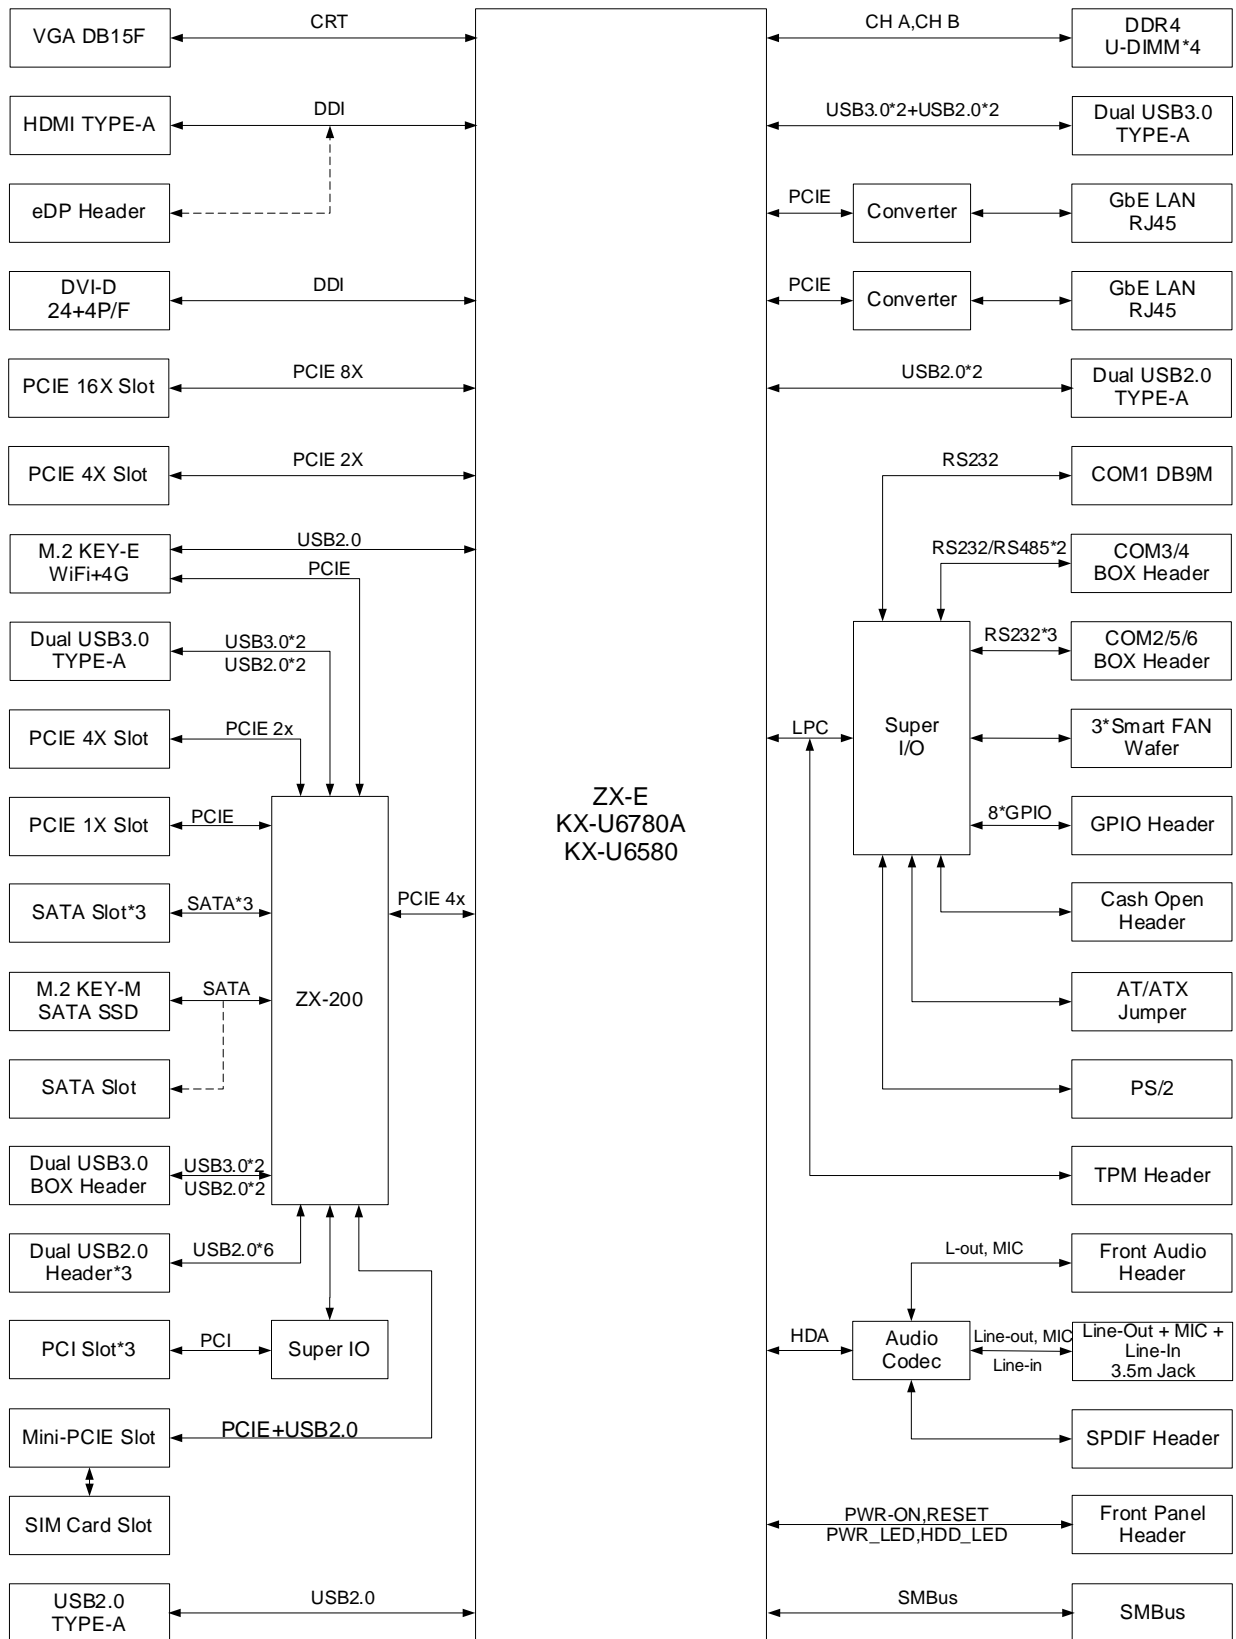 VGA DB15F
CRT
HDMI TYPE-A
DDI
eDP Header
DVI-D
24+4P/F
DDI
PCIE 16X Slot
PCIE 8X
PCIE 4X Slot
PCIE 2X
M.2 KEY-E
WiFi+4G
USB2.0
PCIE
Dual USB3.0
TYPE-A
USB3.0*2
USB2.0*2
PCIE 4X Slot
PCIE 2x
PCIE 1X Slot
PCIE
SATA Slot*3
SATA*3
M.2 KEY-M
SATA SSD
SATA
SATA Slot
Dual USB3.0
BOX Header
USB3.0*2
USB2.0*2
Dual USB2.0
Header*3
USB2.0*6
PCI Slot*3
PCI
Super IO
Mini-PCIE Slot
PCIE+USB2.0
SIM Card Slot
USB2.0
TYPE-A
USB2.0
ZX-200
PCIE 4x
ZX-E
KX-U6780A
KX-U6580
CH A,CH B
DDR4
U-DIMM*4
USB3.0*2+USB2.0*2
Dual USB3.0
TYPE-A
PCIE
Converter
GbE LAN
RJ45
PCIE
Converter
GbE LAN
RJ45
USB2.0*2
Dual USB2.0
TYPE-A
RS232
COM1 DB9M
RS232/RS485*2
COM3/4
BOX Header
RS232*3
COM2/5/6
BOX Header
LPC
Super
I/O
3*Smart FAN
Wafer
8*GPIO
GPIO Header
Cash Open
Header
AT/ATX
Jumper
PS/2
TPM Header
L-out, MIC
Front Audio
Header
HDA
Audio
Codec
Line-out, MIC
Line-in
Line-Out + MIC +
Line-In
3.5m Jack
SPDIF Header
PWR-ON,RESET
PWR_LED,HDD_LED
Front Panel
Header
SMBus
SMBus